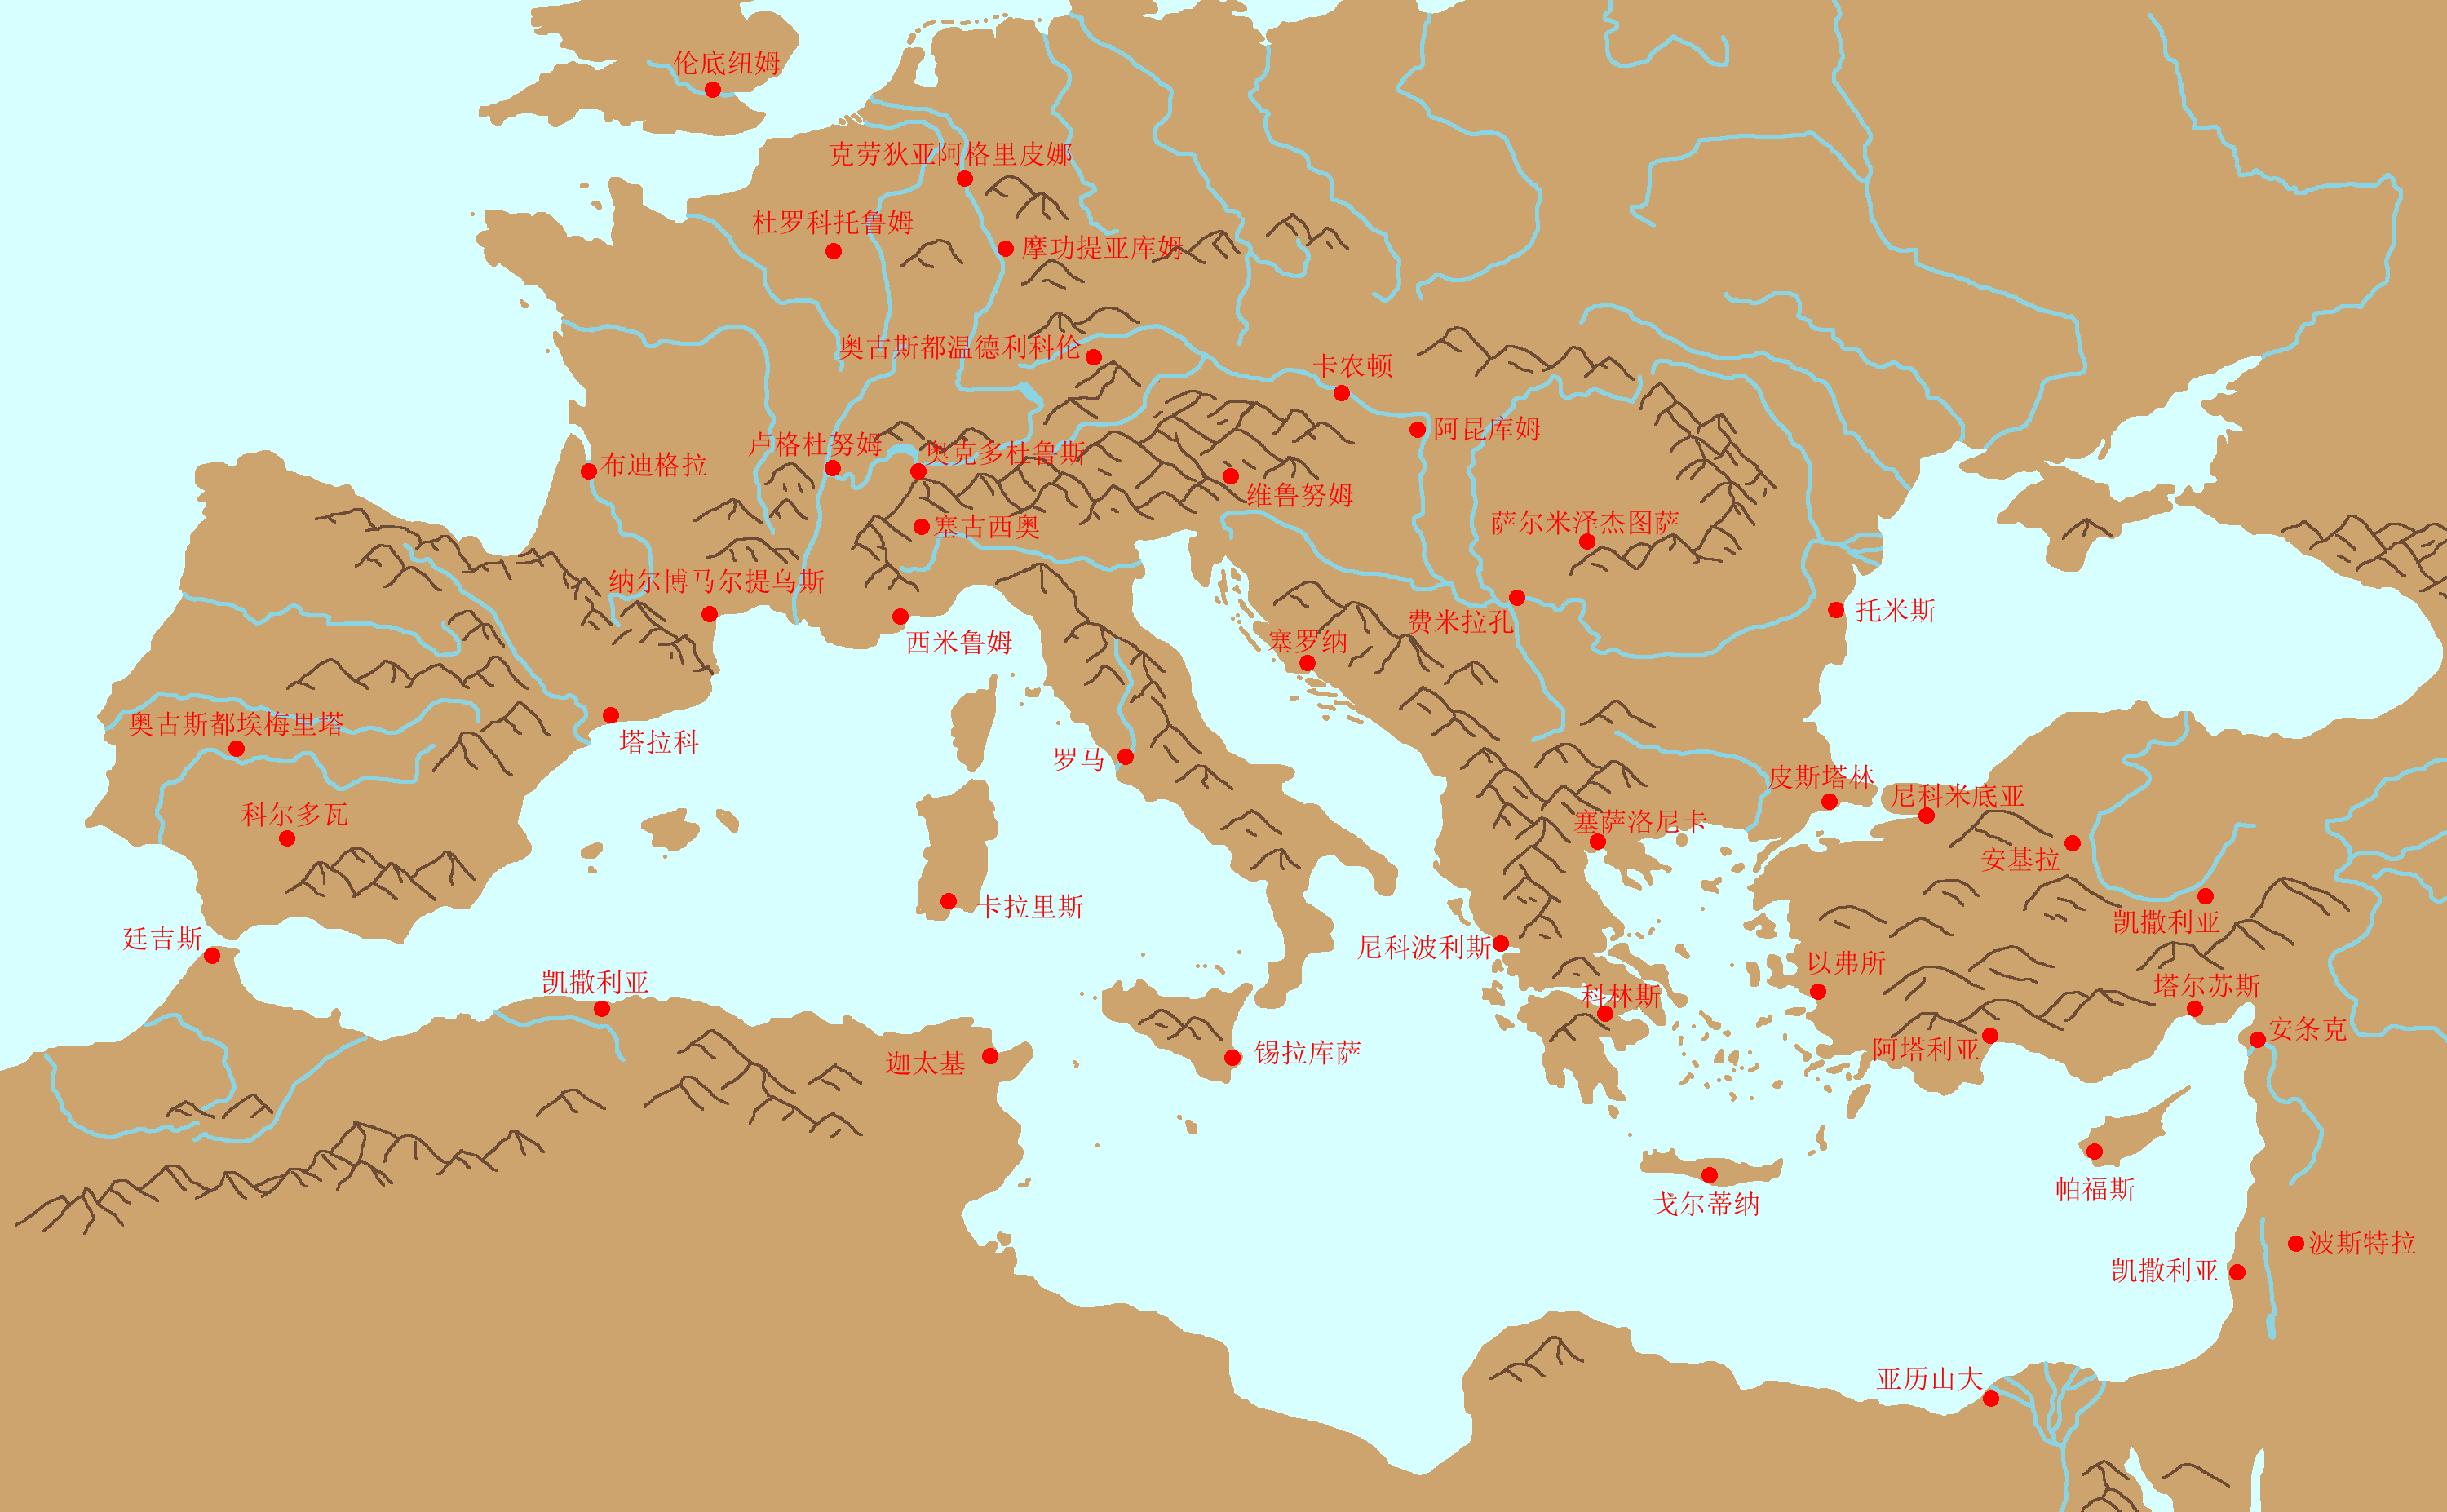 伦底纽姆
克劳狄亚阿格里皮娜
杜罗科托鲁姆
摩功提亚库姆
奥古斯都温德利科伦
卡农顿
阿昆库姆
卢格杜努姆
奥克多杜鲁斯
布迪格拉
维鲁努姆
塞古西奥
萨尔米泽杰图萨
纳尔博马尔提乌斯
西米鲁姆
费米拉孔
托米斯
塞罗纳
奥古斯都埃梅里塔
塔拉科
罗马
皮斯塔林
尼科米底亚
科尔多瓦
塞萨洛尼卡
安基拉
卡拉里斯
凯撒利亚
廷吉斯
尼科波利斯
以弗所
凯撒利亚
科林斯
塔尔苏斯
迦太基
锡拉库萨
阿塔利亚
安条克
帕福斯
戈尔蒂纳
波斯特拉
凯撒利亚
亚历山大